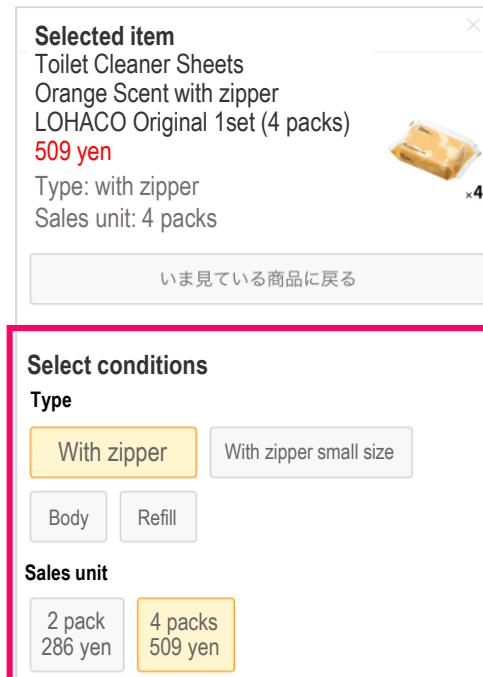 Selected item
Toilet Cleaner Sheets
Orange Scent with zipper
LOHACO Original 1set (4 packs)
509 yen
Type: with zipper
Sales unit: 4 packs
×4
いま見ている商品に戻る
Select conditions
Type
With zipper
With zipper small size
Body
Refill
Sales unit
2 pack
286 yen
4 packs
509 yen